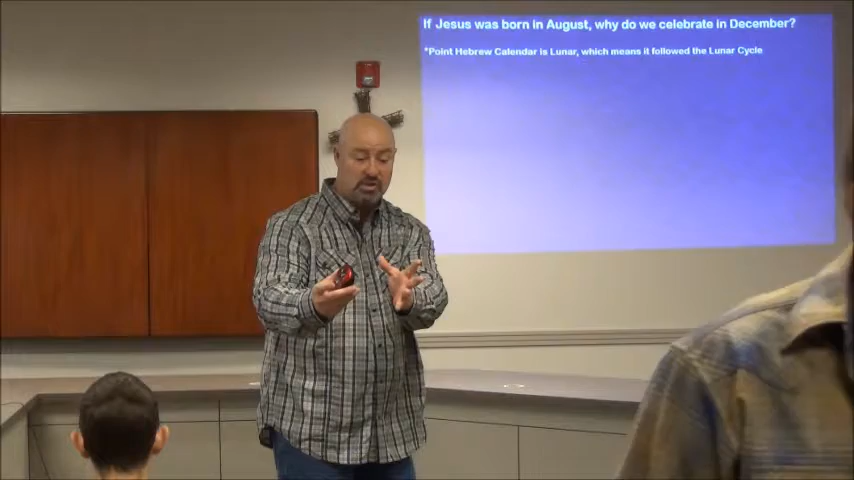 If Jesus was born in August, why do we celebrate in December?
*Point Hebrew Calendar is Lunar, which means it followed the Lunar Cycle